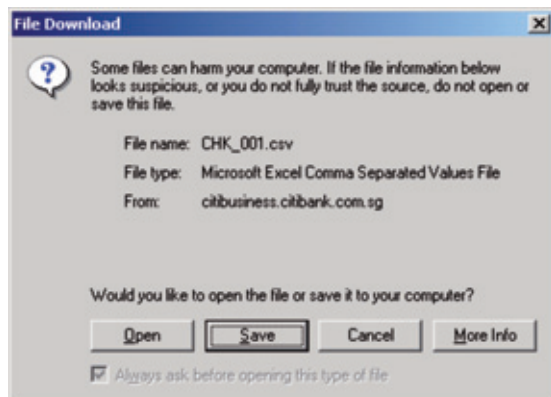 File Download
Some files can harm your computer. If the file information below
looks suspicious, or you do not fully trust the source, do not open or
save this file.
File name: CHK_001.csv
File type: Microsoft Excel Comma Separated Values File
From: citibusiness.citibank.com.sg
Would you like to open the file or save it to your computer?
Open Save Cancel More Info
Always ask before opening this type of file